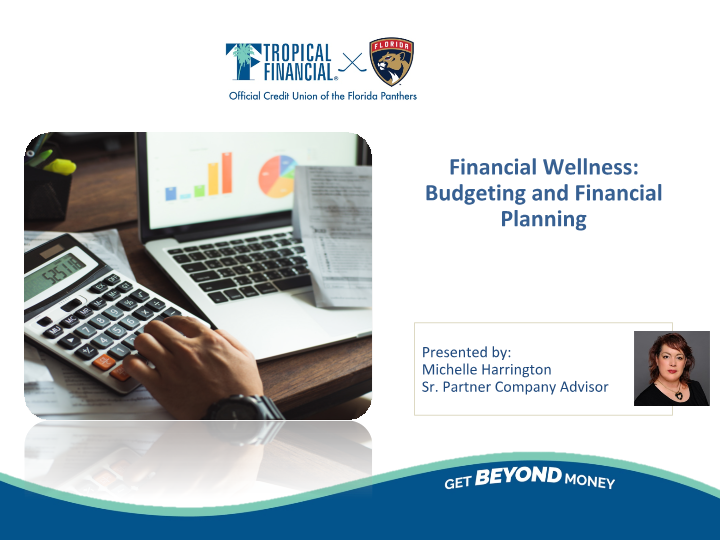 TROPICAL
FINANCIAL®
FLORIDA
Official Credit Union of the Florida Panthers
Financial Wellness:
Budgeting and Financial
Planning
Presented by:
Michelle Harrington
Sr. Partner Company Advisor
GET BEYOND MONEY